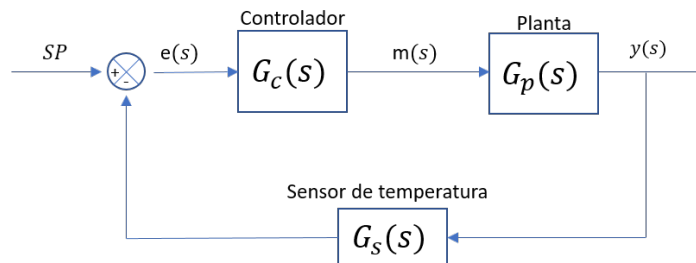 Controlador
Planta
SP
+
-
e(s)
G_c(s)
m(s)
G_p(s)
y(s)
Sensor de temperatura
G_s(s)